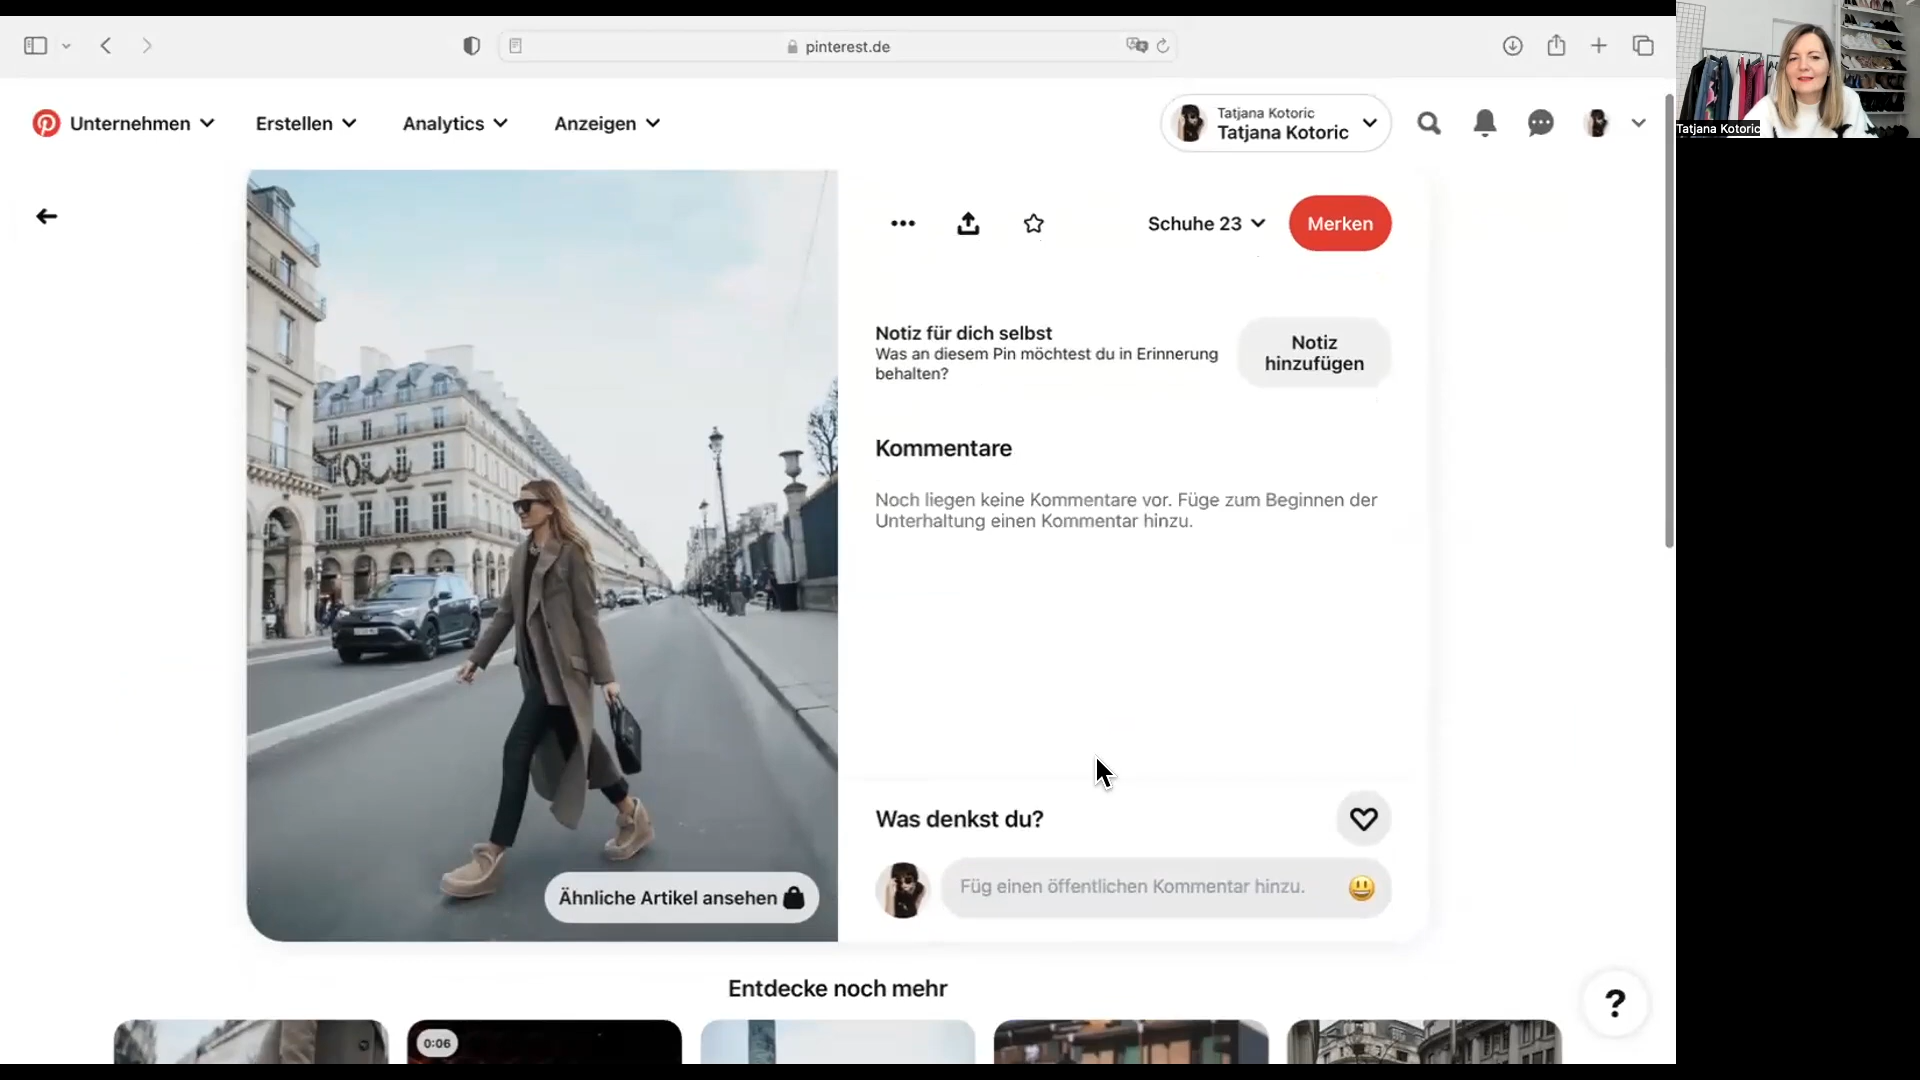 pinterest.de
Unternehmen
Erstellen
Analytics
Anzeigen
Tatjana Kotoric
Tatjana Kotoric
Tatjana Kotoric
Schuhe 23
Merken
Notiz für dich selbst
Was an diesem Pin möchtest du in Erinnerung
behalten?
Notiz
hinzufügen
Kommentare
Noch liegen keine Kommentare vor. Füge zum Beginnen der
Unterhaltung einen Kommentar hinzu.
Was denkst du?
Füg einen öffentlichen Kommentar hinzu.
Ähnliche Artikel ansehen
Entdecke noch mehr
0:06
?